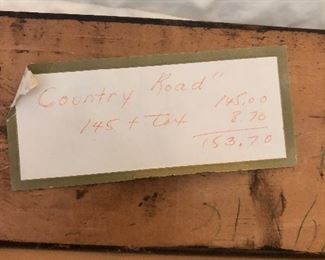 Country Road"
145 + tax
145.00
8.70
153.70